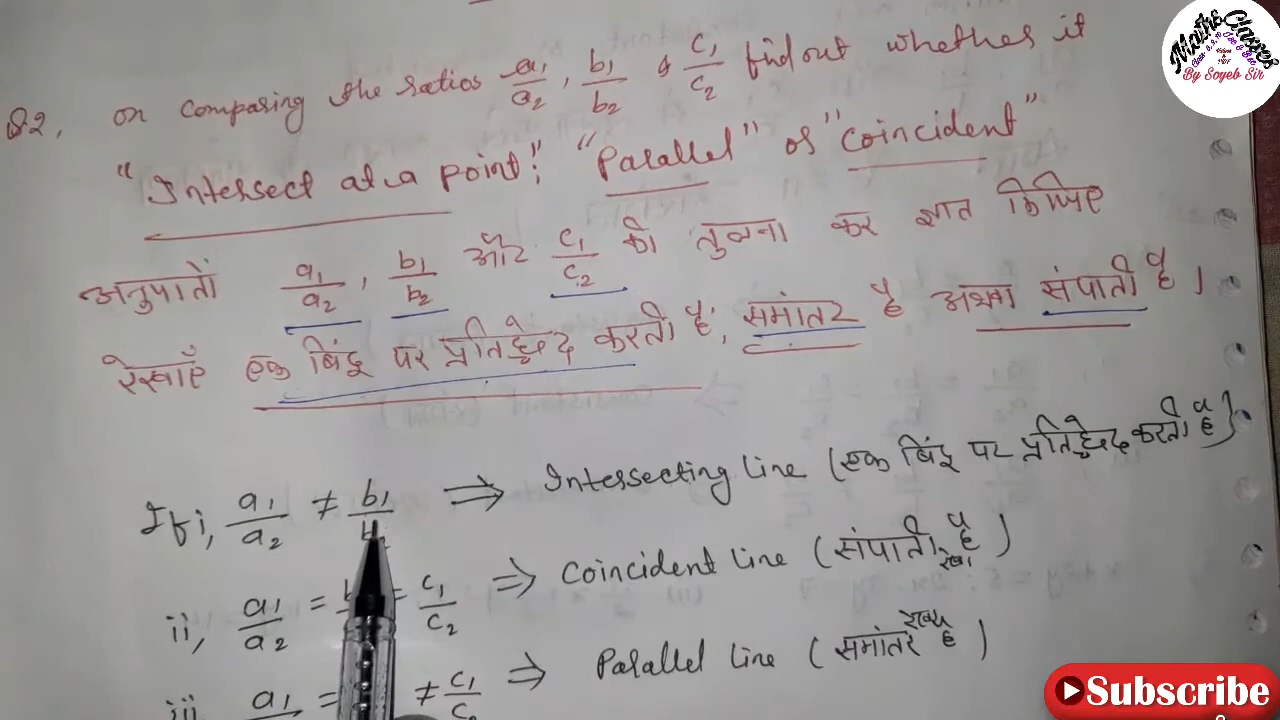 Q.2, on comparing the ratios a₁/a₂, b₁/b₂ & c₁/c₂ find out whether it
"Intersect at a point", "Parallel" or "Coincident"
अनुपातों a₁/a₂, b₁/b₂ और c₁/c₂ की तुलना कर ज्ञात किजिए
रेखाएँ एक बिंदू पर प्रतिछेद करती है, समांतर है अथवा संपाती है।
If i, a₁/a₂ ≠ b₁/ ⇒ Intersecting line (एक बिंदू पर प्रतिछेद करती है)
ii, a₁/a₂ = = c₁/c₂ ⇒ Coincident line (संपाती रेखा है)
iii a₁ = ≠ c₁/c₂ ⇒ Parallel line (समांतर रेखा है)
Maths Classes
By Soyeb Sir
Subscribe